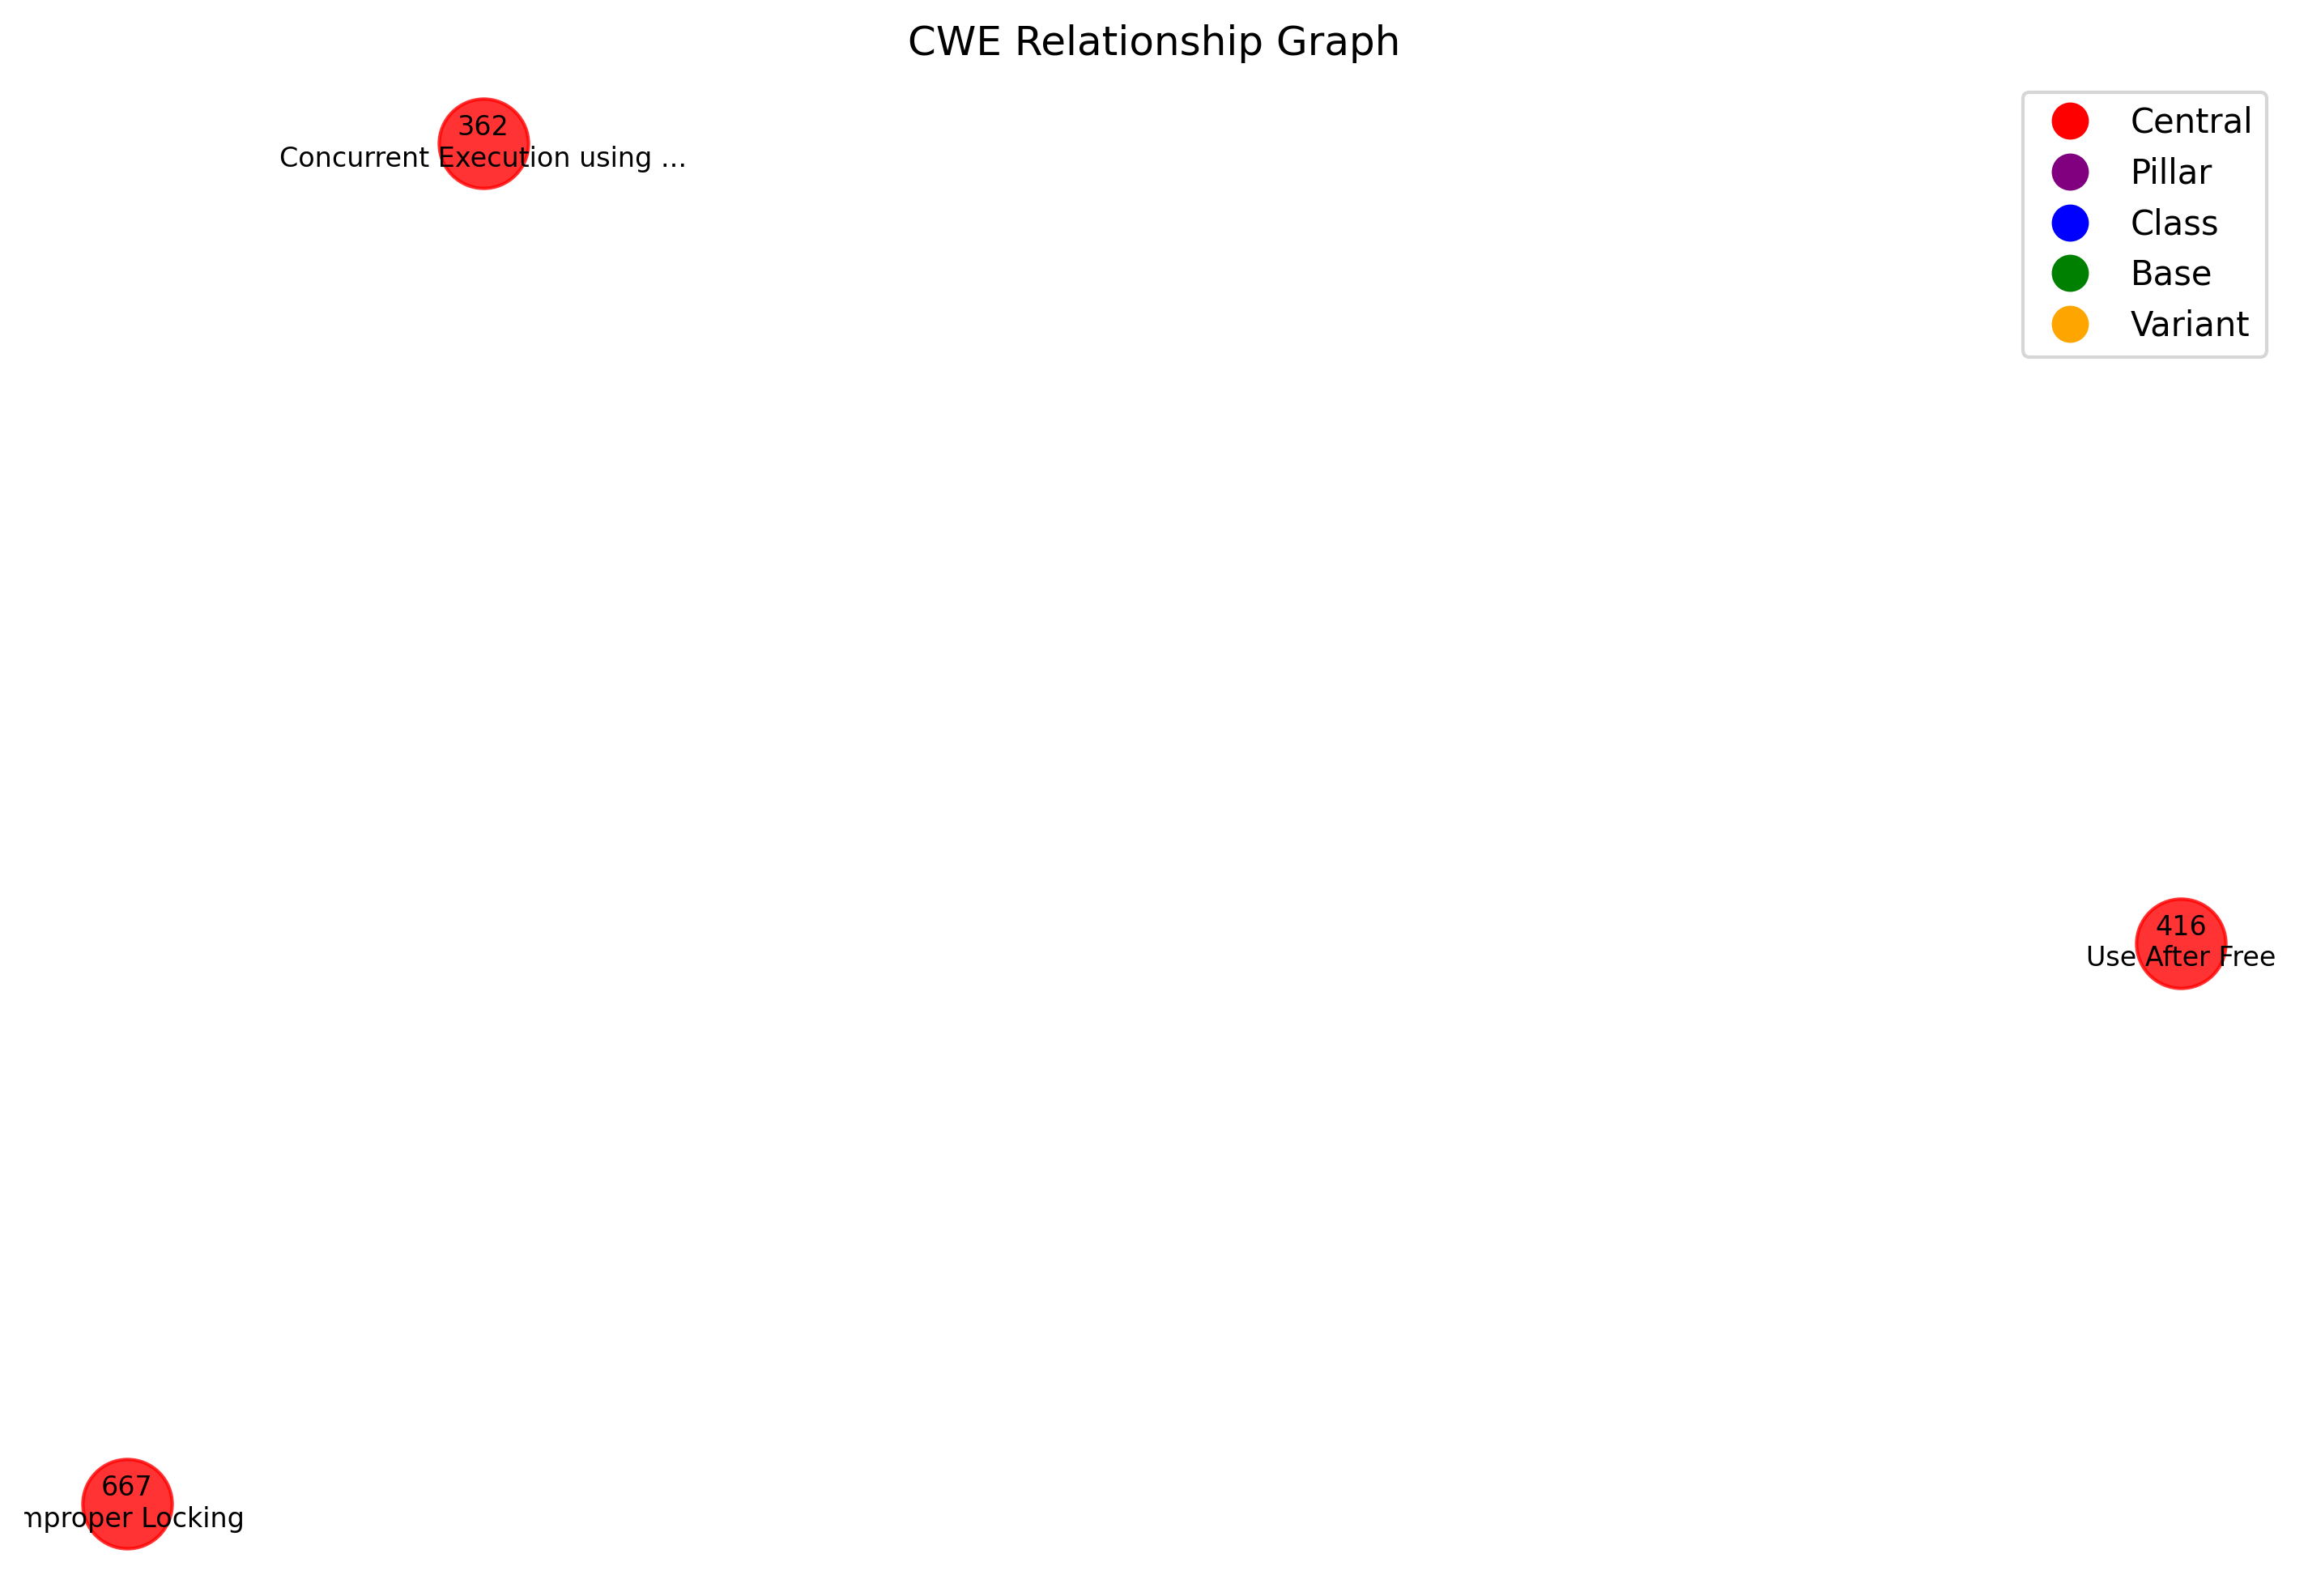 CWE Relationship Graph
362
Concurrent Execution using ...
Central
Pillar
Class
Base
Variant
416
Use After Free
667
mproper Locking